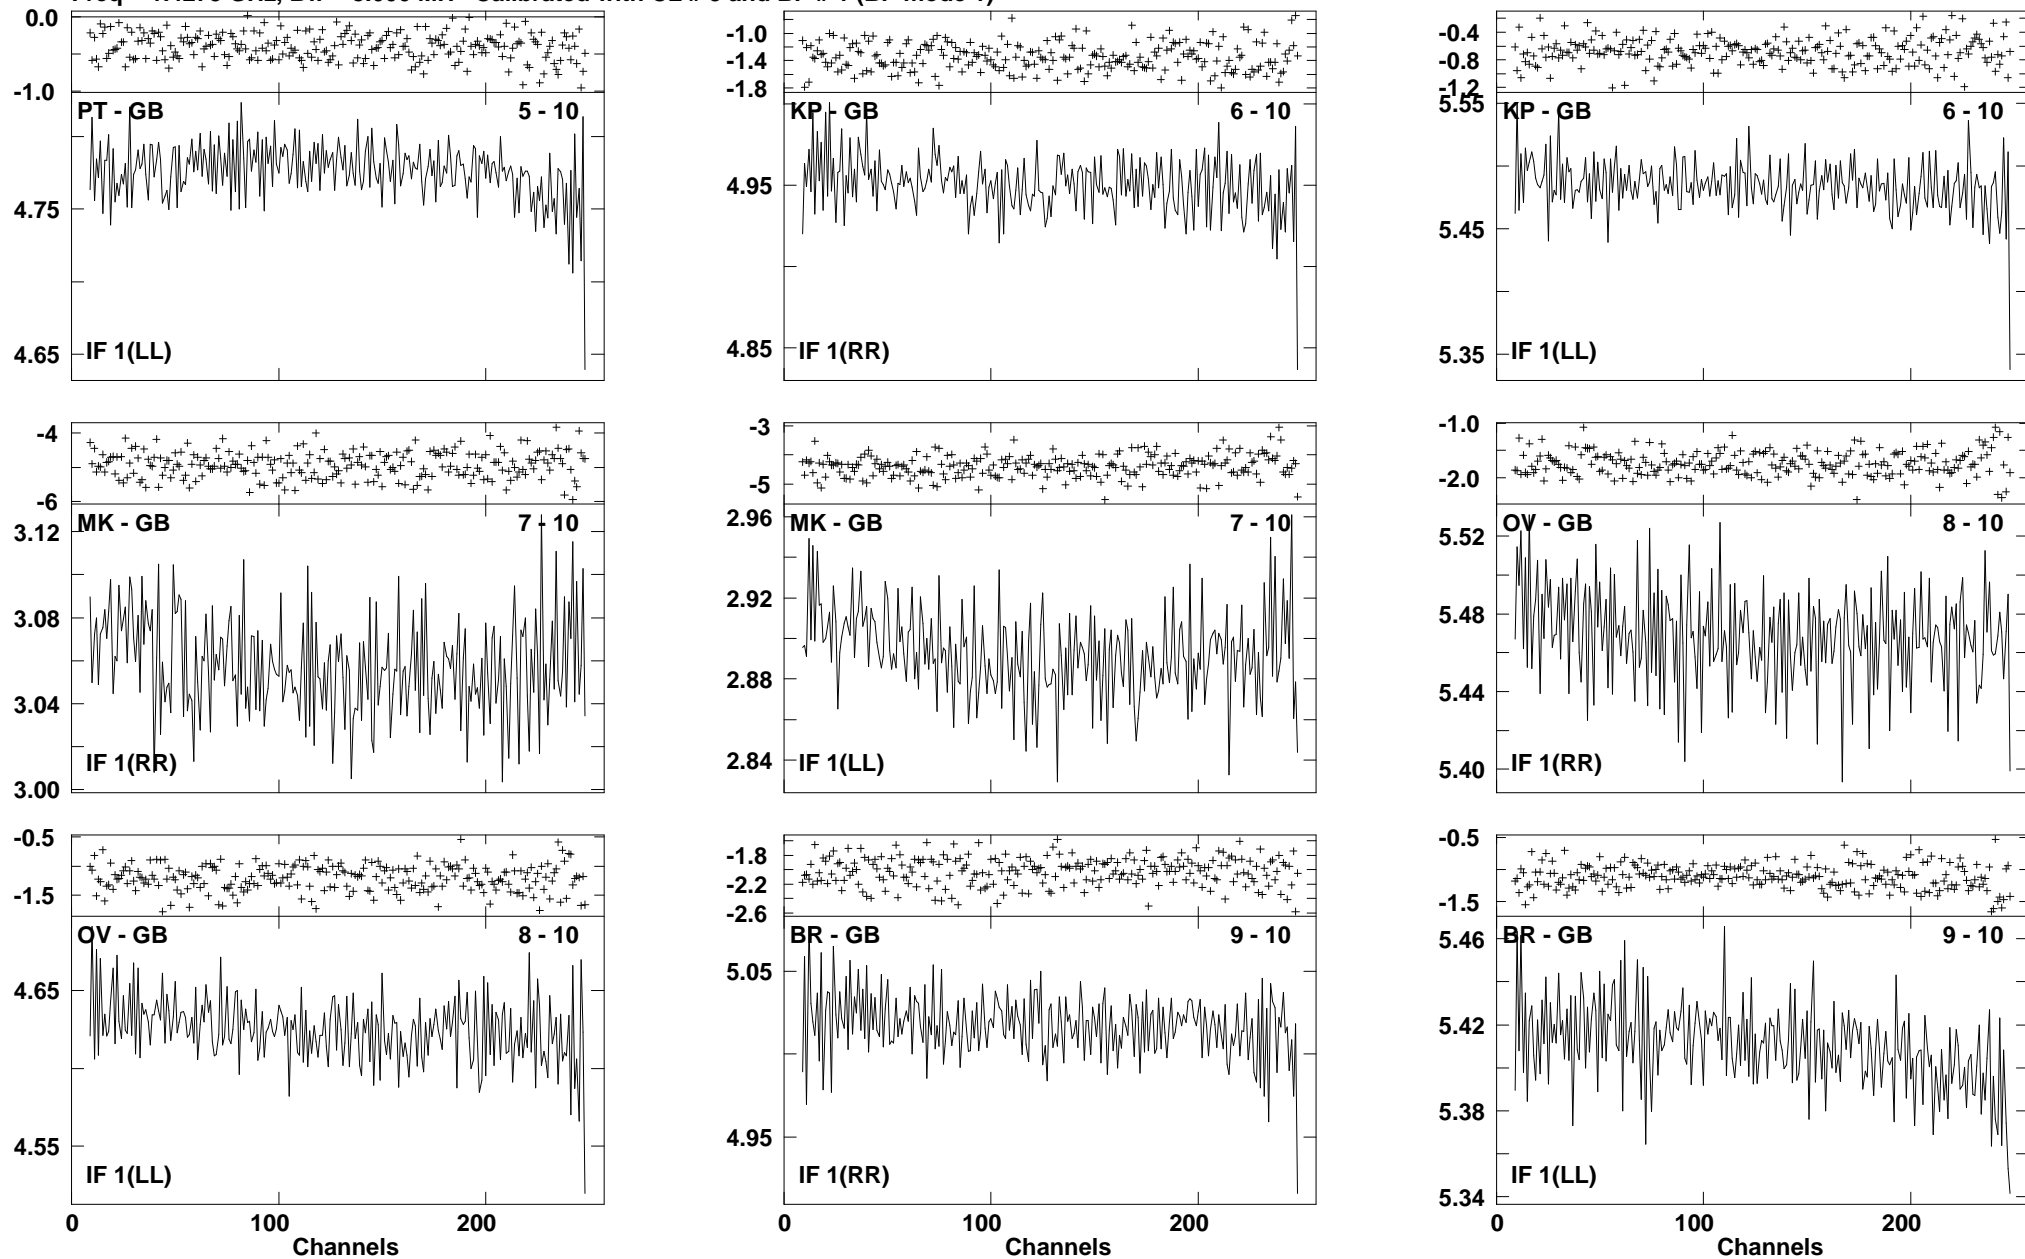 0.0
-1.0
PT - GB 5 - 10
4.75
4.65
IF 1(LL)
-1.0
-1.4
-1.8
KP - GB 6 - 10
4.95
4.85
IF 1(RR)
-0.4
-0.8
-1.2
5.55
KP - GB 6 - 10
5.45
5.35
IF 1(LL)
-4
-6
MK - GB 7 - 10
3.12
3.08
3.04
3.00
IF 1(RR)
-3
-5
MK - GB 7 - 10
2.96
2.92
2.88
2.84
IF 1(LL)
-1.0
-2.0
OV - GB 8 - 10
5.52
5.48
5.44
5.40
IF 1(RR)
-0.5
-1.5
OV - GB 8 - 10
4.65
4.55
IF 1(LL)
0 100 200
Channels
-1.8
-2.2
-2.6
BR - GB 9 - 10
5.05
4.95
IF 1(RR)
0 100 200
Channels
-0.5
-1.5
BR - GB 9 - 10
5.46
5.42
5.38
5.34
IF 1(LL)
0 100 200
Channels